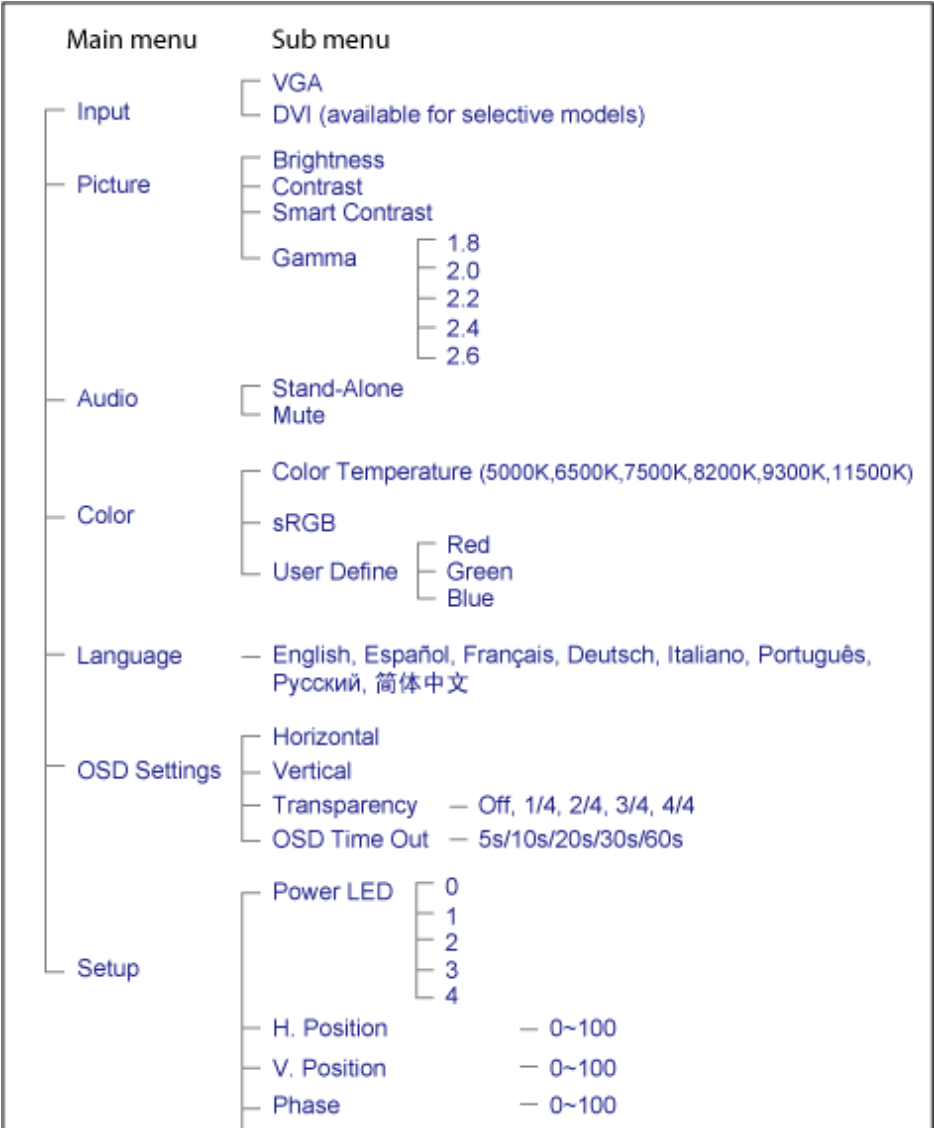 Main menu Sub menu
VGA
Input DVI (available for selective models)
Brightness
Picture Contrast
Smart Contrast
Gamma 1.8
2.0
2.2
2.4
2.6
Audio Stand-Alone
Mute
Color Temperature (5000K,6500K,7500K,8200K,9300K,11500K)
Color sRGB
Red
User Define Green
Blue
Language English, Español, Français, Deutsch, Italiano, Português,
Русский, 简体中文
Horizontal
OSD Settings Vertical
Transparency Off, 1/4, 2/4, 3/4, 4/4
OSD Time Out 5s/10s/20s/30s/60s
Power LED 0
1
2
Setup 3
4
H. Position 0~100
V. Position 0~100
Phase 0~100